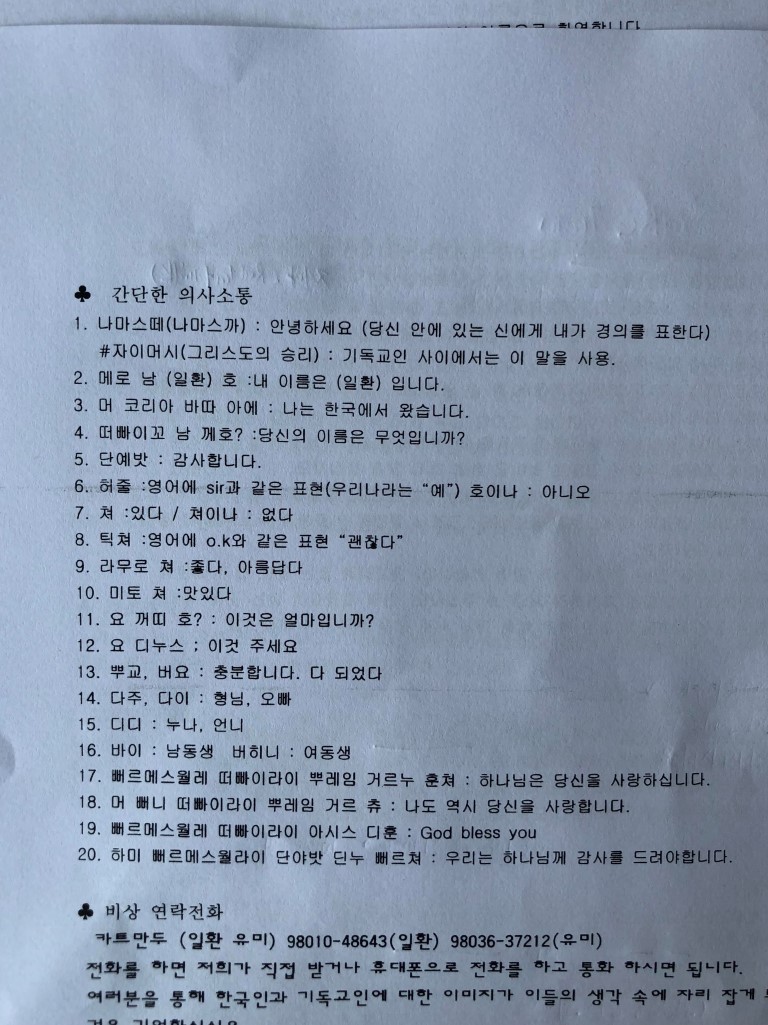 ♣ 간단한 의사소통
1. 나마스떼(나마스까) : 안녕하세요 (당신 안에 있는 신에게 내가 경의를 표한다)
#자이머시(그리스도의 승리) : 기독교인 사이에서는 이 말을 사용.
2. 메로 남 (일환) 호 :내 이름은 (일환) 입니다.
3. 머 코리아 바따 아에 : 나는 한국에서 왔습니다.
4. 떠빠이꼬 남 께호? :당신의 이름은 무엇입니까?
5. 단예밧 : 감사합니다.
6. 허줄 :영어에 sir과 같은 표현(우리나라는 “예”) 호이나 : 아니오
7. 쳐 :있다 / 쳐이나 : 없다
8. 틱쳐 :영어에 o.k와 같은 표현 “괜찮다”
9. 라무로 쳐 :좋다, 아름답다
10. 미토 쳐 :맛있다
11. 요 꺼띠 호? : 이것은 얼마입니까?
12. 요 디누스 ; 이것 주세요
13. 뿌교, 버요 : 충분합니다. 다 되었다
14. 다주, 다이 : 형님, 오빠
15. 디디 : 누나, 언니
16. 바이 : 남동생 버히니 : 여동생
17. 뻐르메스월레 떠빠이라이 뿌레임 거르누 훈쳐 : 하나님은 당신을 사랑하십니다.
18. 머 뻐니 떠빠이라이 뿌레임 거르 츄 : 나도 역시 당신을 사랑합니다.
19. 뻐르메스월레 떠빠이라이 아시스 디훈 : God bless you
20. 하미 뻐르메스월라이 단야밧 딘누 뻐르쳐 : 우리는 하나님께 감사를 드려야합니다.
♣ 비상 연락전화
카트만두 (일환 유미) 98010-48643(일환) 98036-37212(유미)
전화를 하면 저희가 직접 받거나 휴대폰으로 전화를 하고 통화 하시면 됩니다.
여러분을 통해 한국인과 기독교인에 대한 이미지가 이들의 생각 속에 자리 잡게